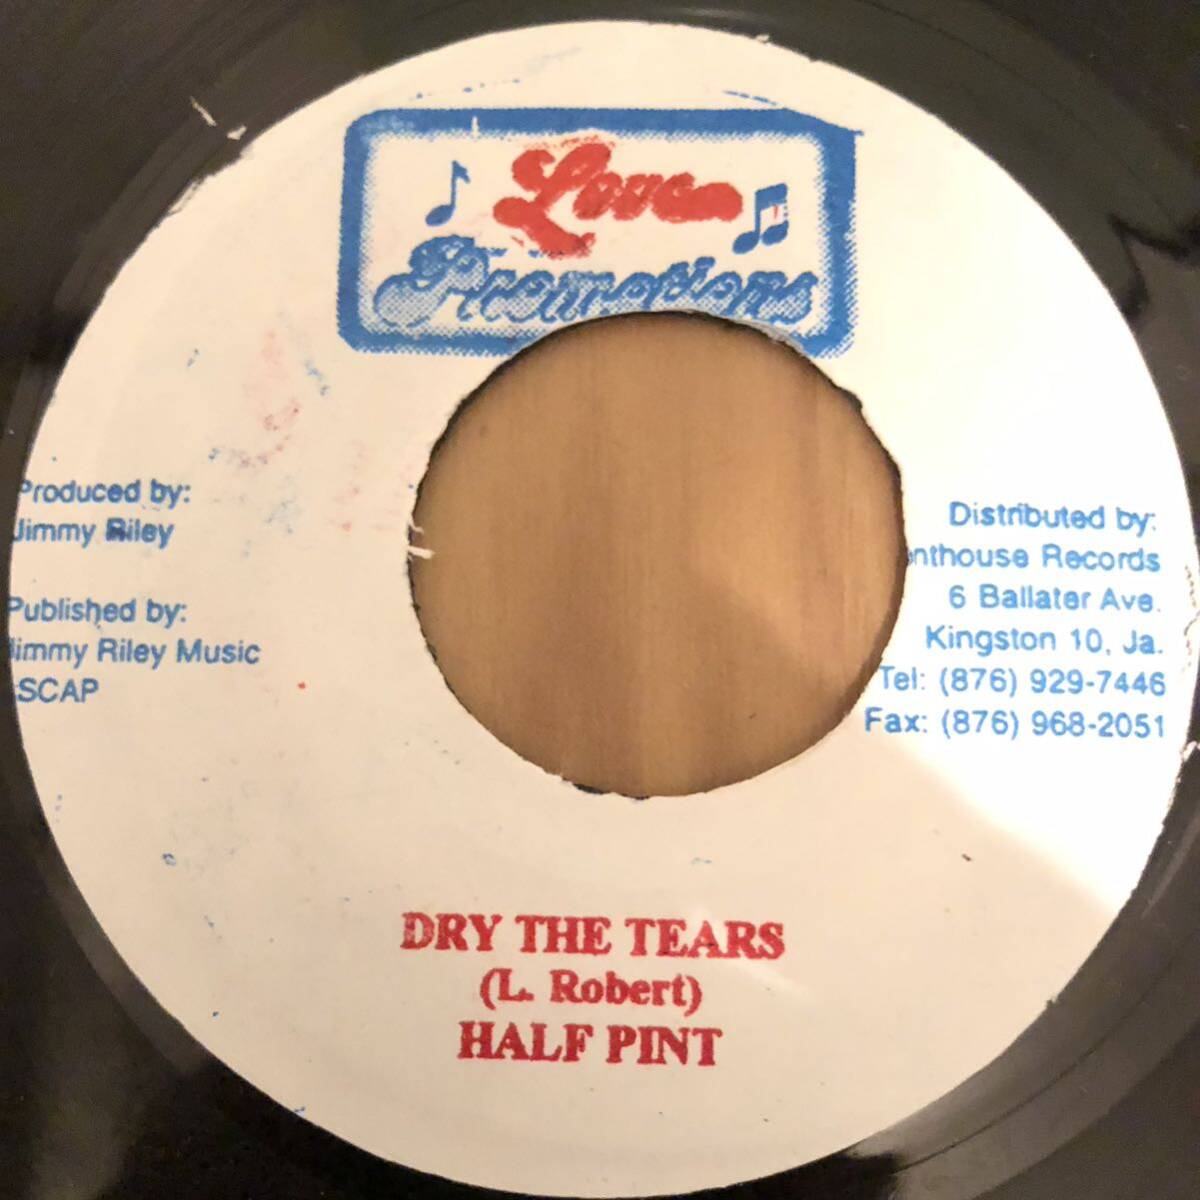 Love
Promotions
Produced by:
Jimmy Riley
Published by:
Jimmy Riley Music
SCAP
Distributed by:
nthouse Records
6 Ballater Ave.
Kingston 10, Ja.
Tel: (876) 929-7446
Fax: (876) 968-2051
DRY THE TEARS
(L. Robert)
HALF PINT